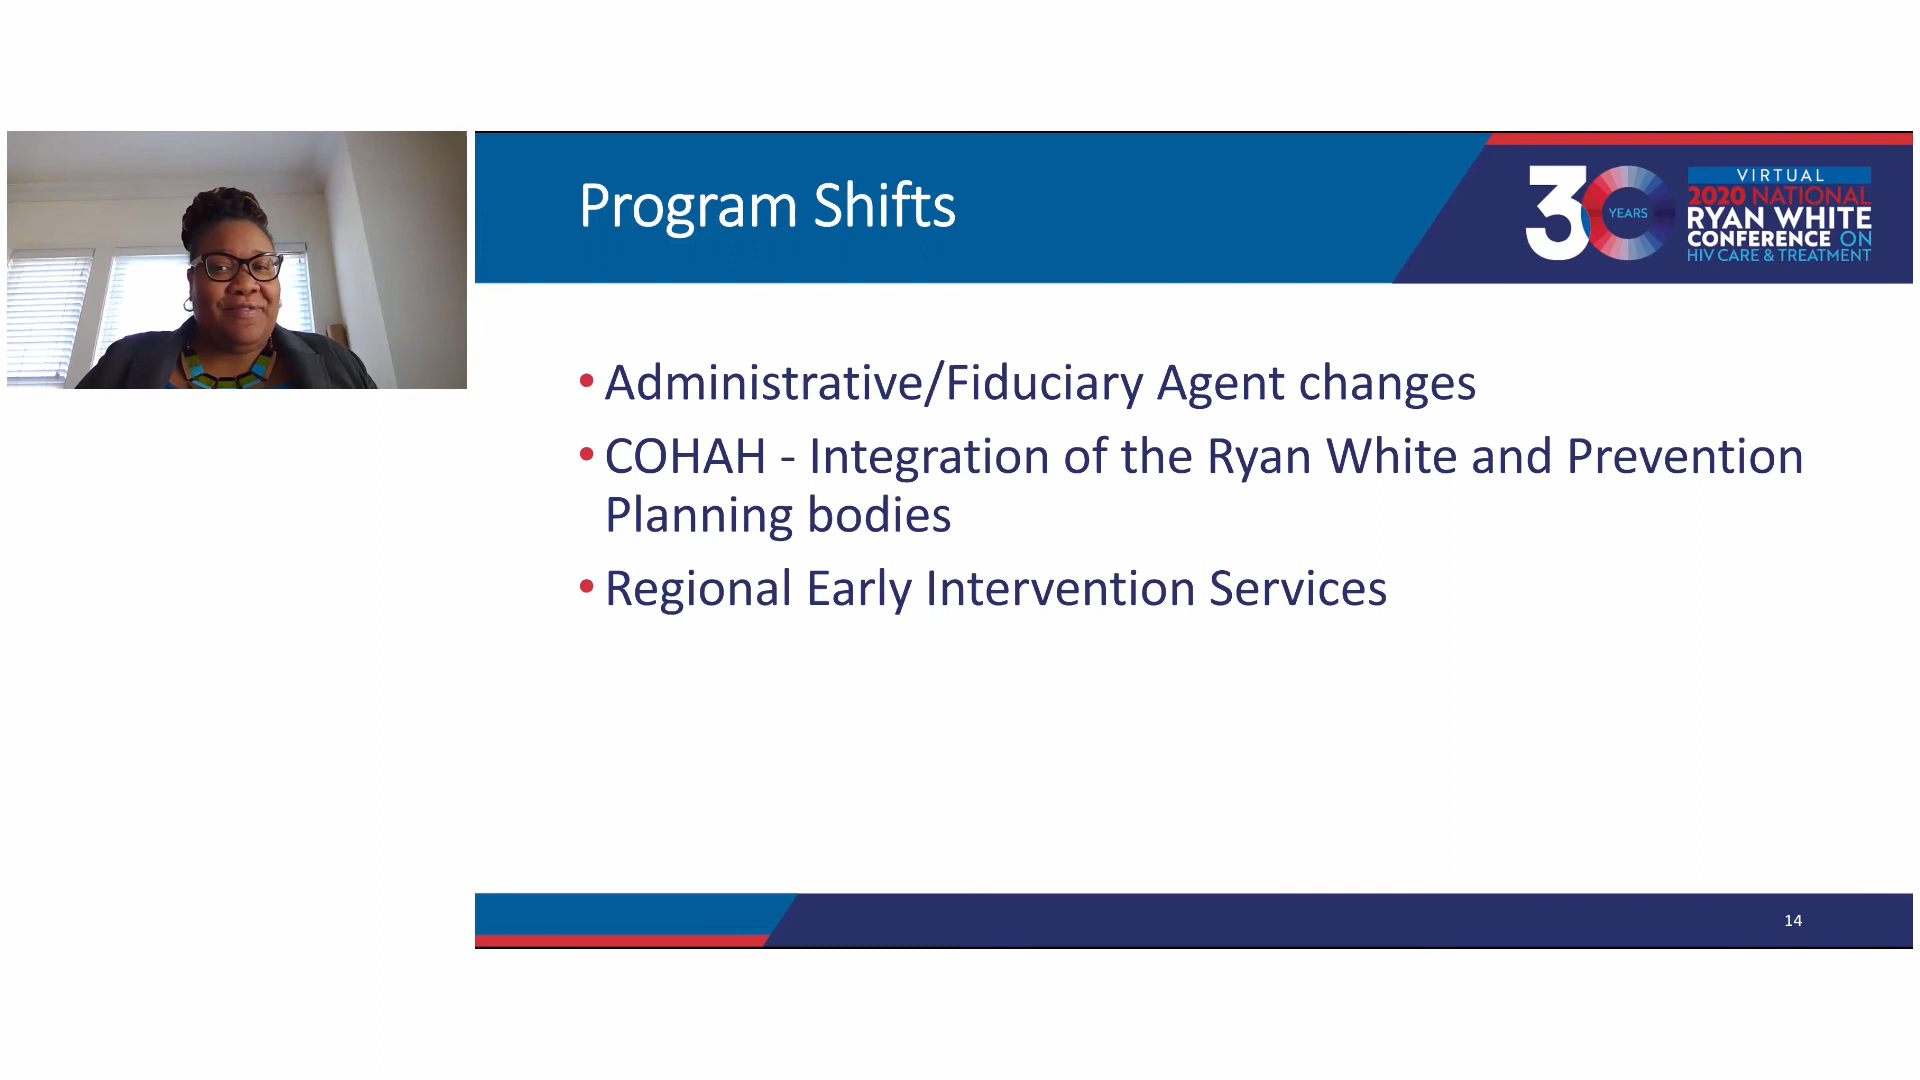 Program Shifts
30 YEARS
VIRTUAL
2020 NATIONAL
RYAN WHITE
CONFERENCE ON
HIV CARE & TREATMENT
• Administrative/Fiduciary Agent changes
• COHAH - Integration of the Ryan White and Prevention
Planning bodies
• Regional Early Intervention Services
14